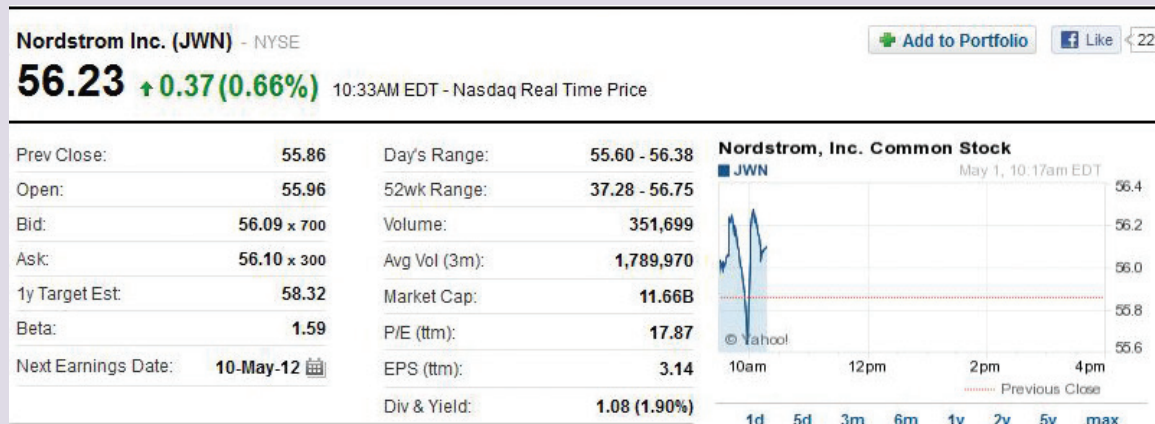 Nordstrom Inc. (JWN) - NYSE
Add to Portfolio
Like
22
56.23 0.37 (0.66%) 10:33AM EDT - Nasdaq Real Time Price
Prev Close: 55.86
Open: 55.96
Bid: 56.09 x 700
Ask: 56.10 x 300
1y Target Est: 58.32
Beta: 1.59
Next Earnings Date: 10-May-12
Day's Range: 55.60 - 56.38
52wk Range: 37.28 - 56.75
Volume: 351,699
Avg Vol (3m): 1,789,970
Market Cap: 11.66B
P/E (ttm): 17.87
EPS (ttm): 3.14
Div & Yield: 1.08 (1.90%)
Nordstrom, Inc. Common Stock
JWN May 1, 10:17am EDT
56.4
56.2
56.0
55.8
55.6
© Yahoo!
10am 12pm 2pm 4pm
Previous Close
1d 5d 3m 6m 1y 2y 5y max